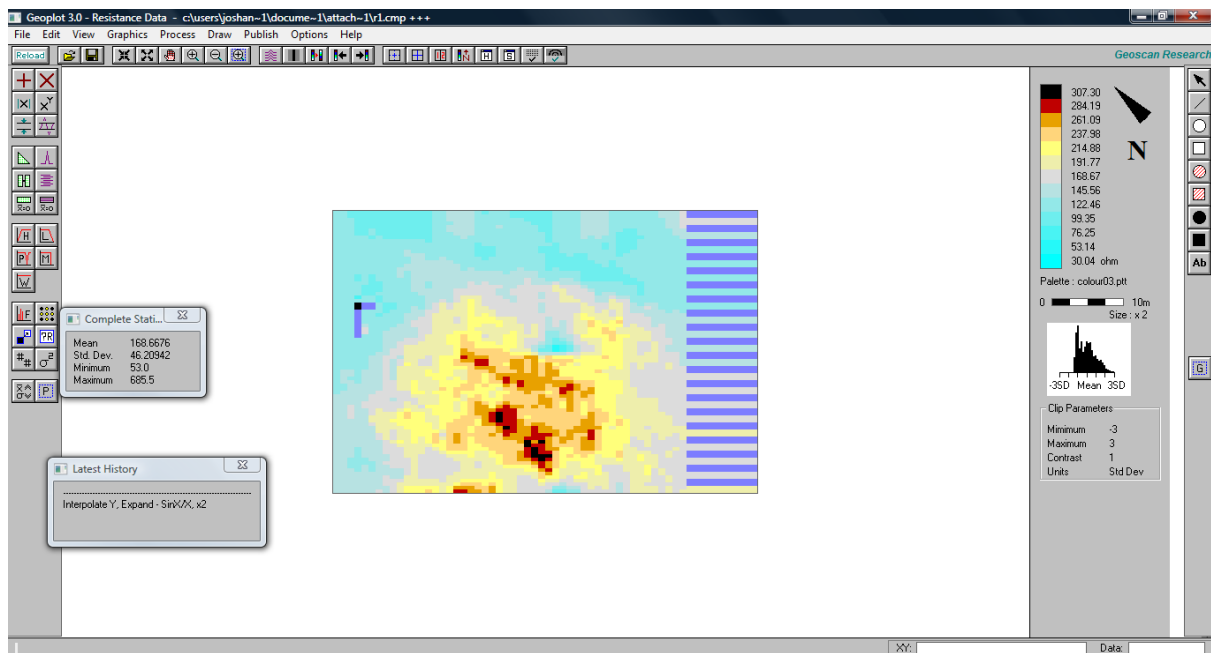 Geoplot 3.0 - Resistance Data - c:\users\joshan~1\docume~1\attach~1\r1.cmp +++
File Edit View Graphics Process Draw Publish Options Help
Reload
Geoscan Research
307.30
284.19
261.09
237.98
214.88
191.77
168.67
145.56
122.46
99.35
76.25
53.14
30.04 ohm
N
Palette : colour03.ptt
0 10m
Size : x 2
-3SD Mean 3SD
Clip Parameters
Mimimum -3
Maximum 3
Contrast 1
Units Std Dev
Ab
G
Complete Stati...
Mean 168.6676
Std. Dev. 46.20942
Minimum 53.0
Maximum 685.5
Latest History
Interpolate Y, Expand - SinX/X, x2
XY:
Data: